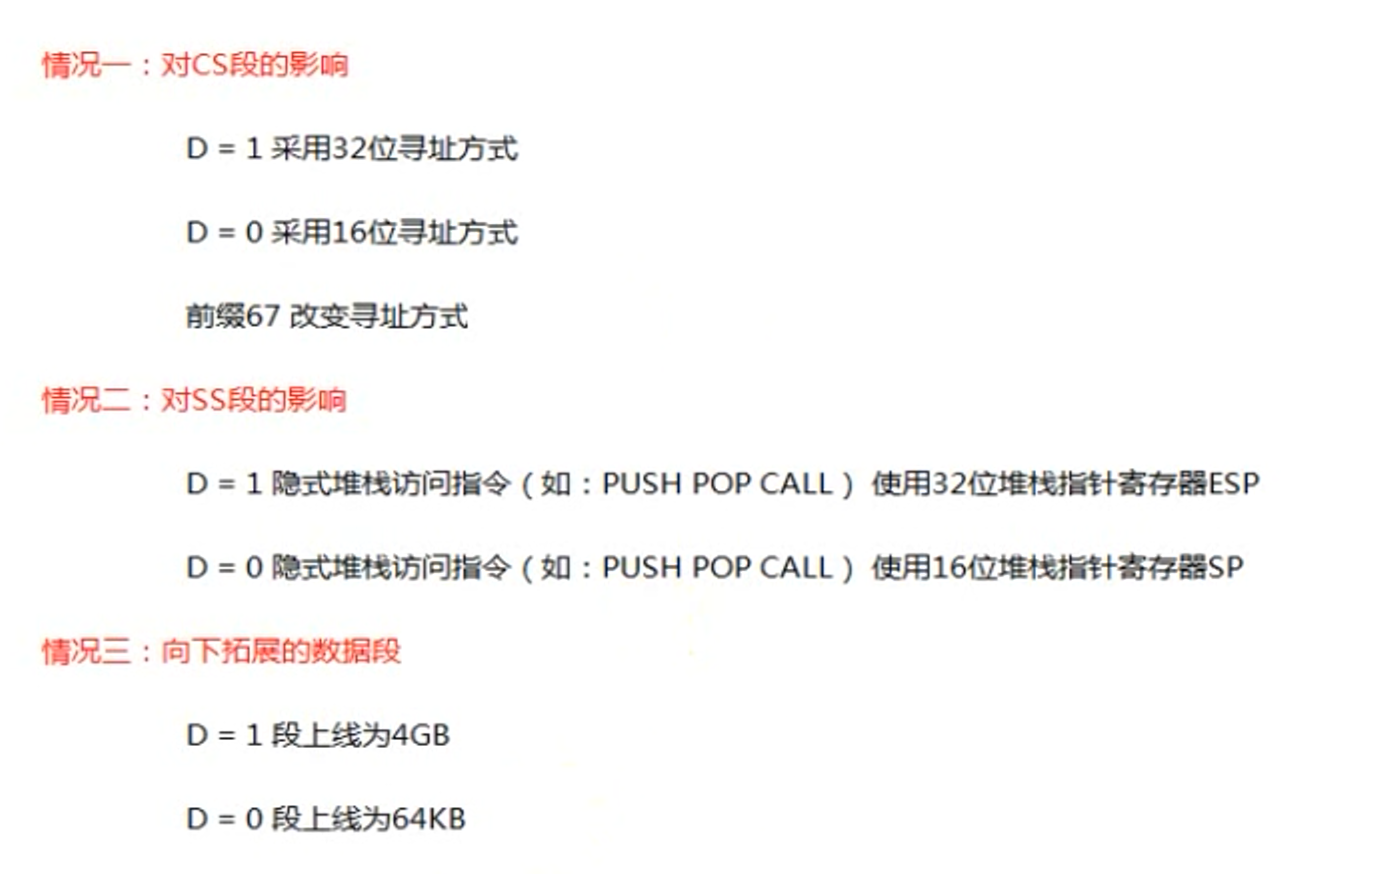 情况一：对CS段的影响
D = 1 采用32位寻址方式
D = 0 采用16位寻址方式
前缀67 改变寻址方式
情况二：对SS段的影响
D = 1 隐式堆栈访问指令（如：PUSH POP CALL） 使用32位堆栈指针寄存器ESP
D = 0 隐式堆栈访问指令（如：PUSH POP CALL） 使用16位堆栈指针寄存器SP
情况三：向下拓展的数据段
D = 1 段上线为4GB
D = 0 段上线为64KB